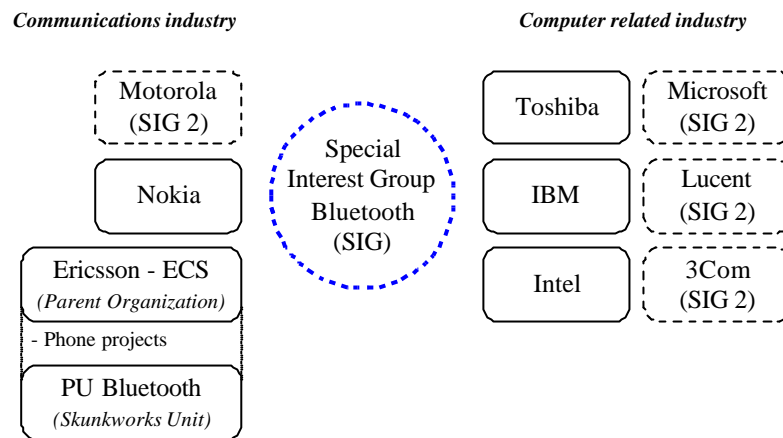 Communications industry
Computer related industry
Motorola
(SIG 2)
Nokia
Ericsson - ECS
(Parent Organization)
- Phone projects
PU Bluetooth
(Skunkworks Unit)
Special
Interest Group
Bluetooth
(SIG)
Toshiba
Microsoft
(SIG 2)
IBM
Lucent
(SIG 2)
Intel
3Com
(SIG 2)